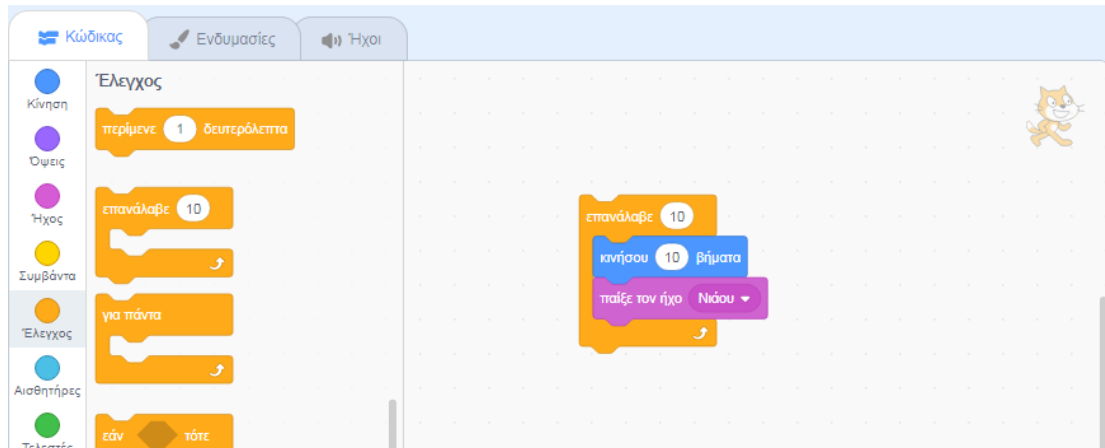 Κώδικας
Ενδυμασίες
Ήχοι
Κίνηση
Όψεις
Ήχος
Συμβάντα
Έλεγχος
Αισθητήρες
Τελεστές
Έλεγχος
περίμενε 1 δευτερόλεπτα
επανάλαβε 10
για πάντα
εάν τότε
επανάλαβε 10
κινήσου 10 βήματα
παίξε τον ήχο Νιάου